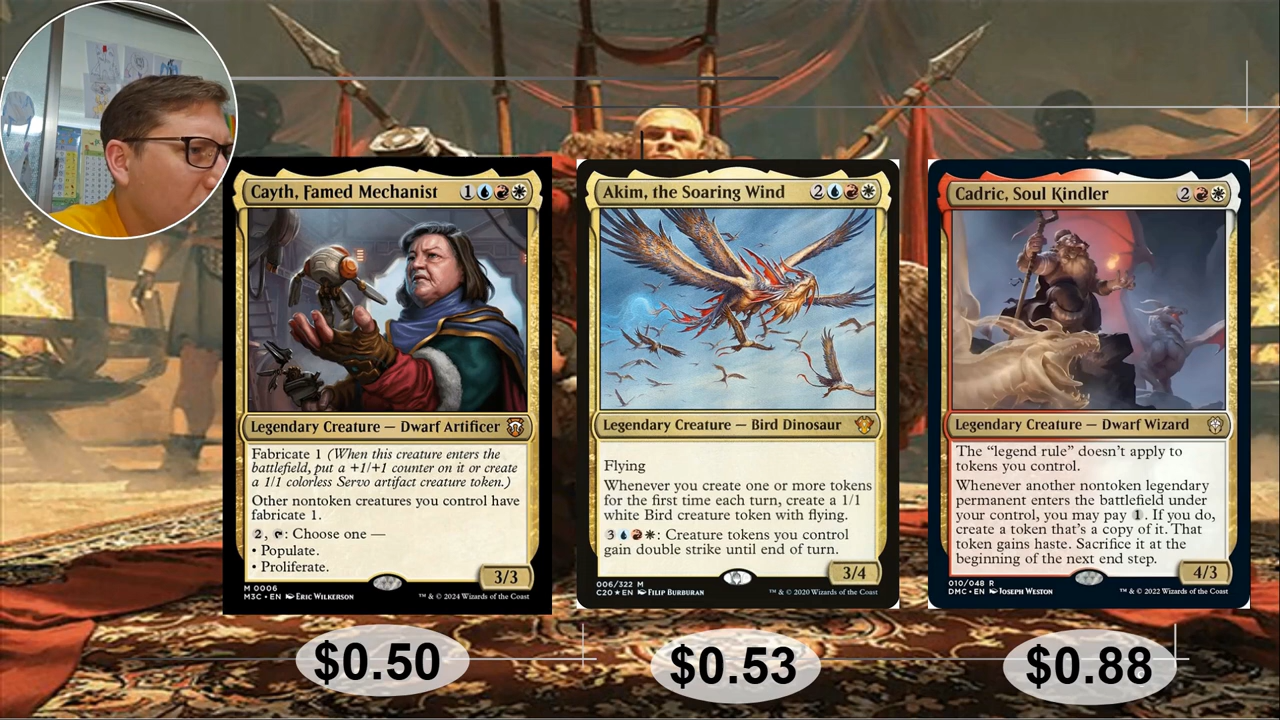 Cayth, Famed Mechanist 1
Legendary Creature — Dwarf Artificer
Fabricate 1 (When this creature enters the
battlefield, put a +1/+1 counter on it or create
a 1/1 colorless Servo artifact creature token.)
Other nontoken creatures you control have
fabricate 1.
2, : Choose one —
• Populate.
• Proliferate.
3/3
M 0006
M3C • EN ERIC WILKERSON
™ & © 2024 Wizards of the Coast
$0.50
Akim, the Soaring Wind 2
Legendary Creature — Bird Dinosaur
Flying
Whenever you create one or more tokens
for the first time each turn, create a 1/1
white Bird creature token with flying.
3 : Creature tokens you control
gain double strike until end of turn.
3/4
006/322 M
C20 ★ EN FILIP BURBURAN
™ & © 2020 Wizards of the Coast
$0.53
Cadric, Soul Kindler 2
Legendary Creature — Dwarf Wizard
The “legend rule” doesn’t apply to
tokens you control.
Whenever another nontoken legendary
permanent enters the battlefield under
your control, you may pay 1. If you do,
create a token that’s a copy of it. That
token gains haste. Sacrifice it at the
beginning of the next end step.
4/3
010/048 R
DMC • EN JOSEPH WESTON
™ & © 2022 Wizards of the Coast
$0.88